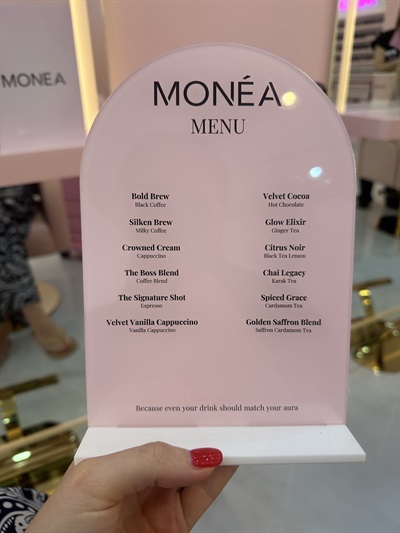 MONEA
MONÉA
MENU
Bold Brew
Black Coffee
Silken Brew
Milky Coffee
Crowned Cream
Cappuccino
The Boss Blend
Coffee Blend
The Signature Shot
Espresso
Velvet Vanilla Cappuccino
Vanilla Cappuccino
Velvet Cocoa
Hot Chocolate
Glow Elixir
Ginger Tea
Citrus Noir
Black Tea Lemon
Chai Legacy
Karak Tea
Spiced Grace
Cardamom Tea
Golden Saffron Blend
Saffron Cardamom Tea
Because even your drink should match your aura